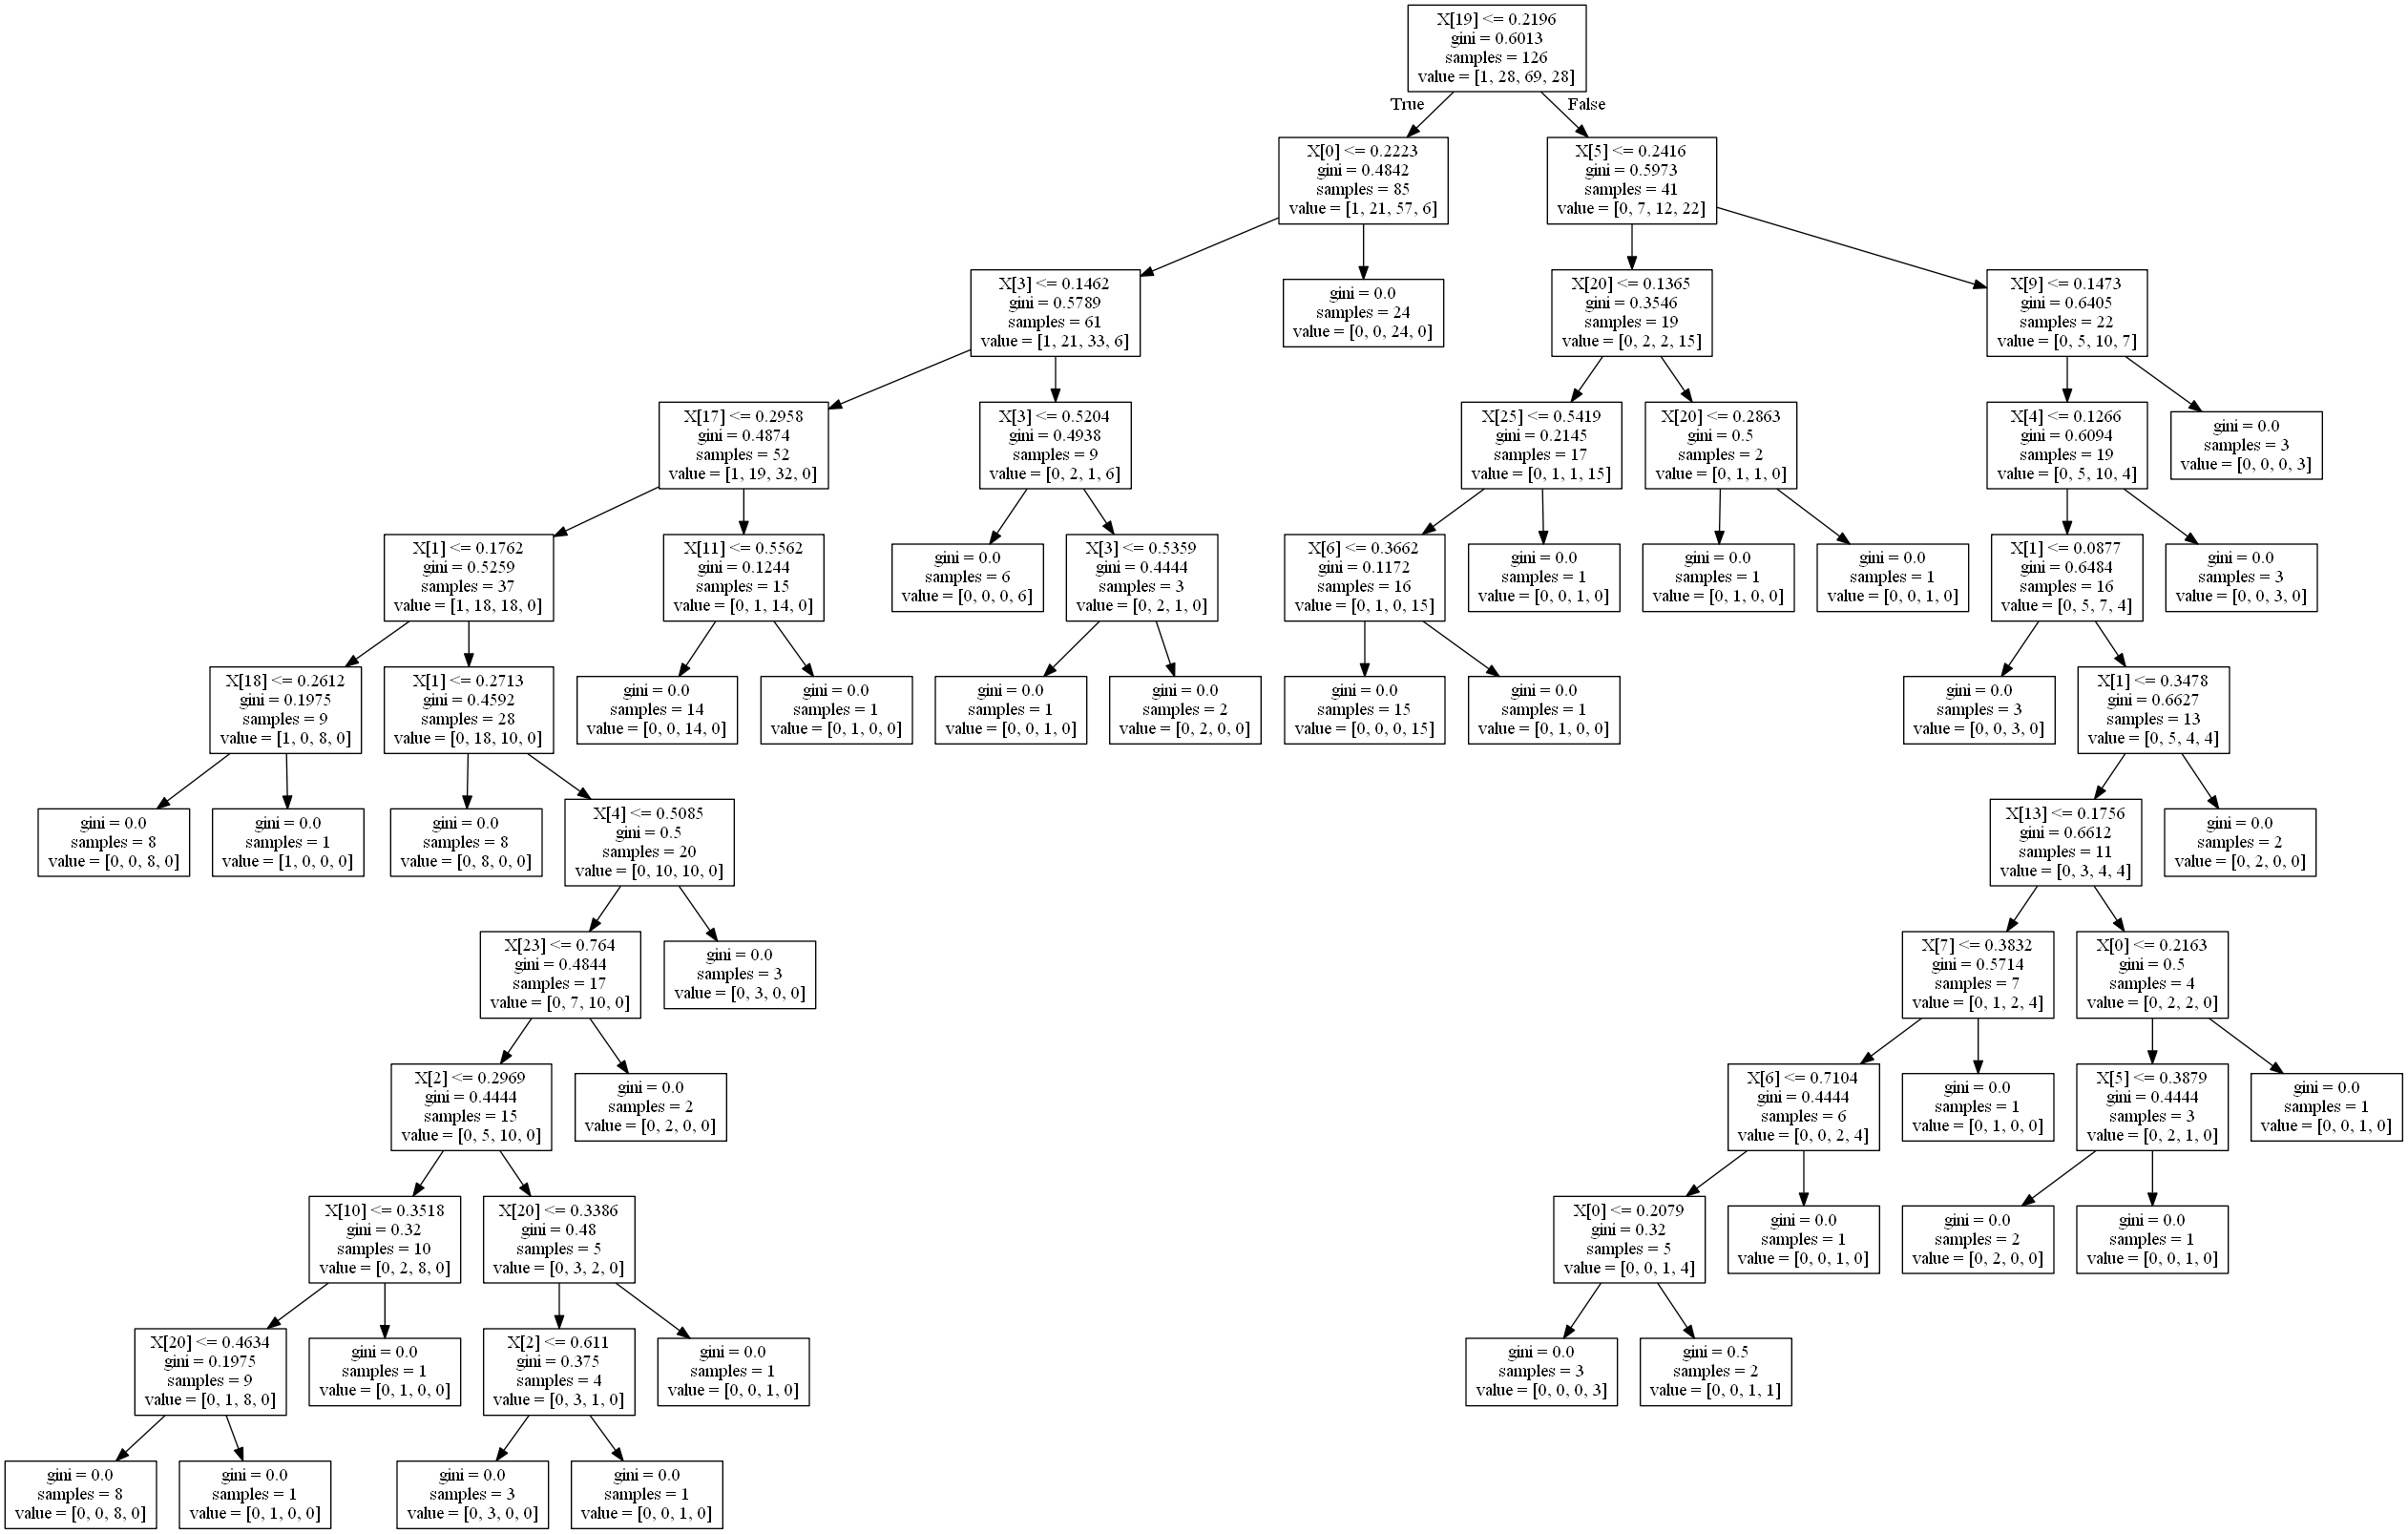 X[19] <= 0.2196
gini = 0.6013
samples = 126
value = [1, 28, 69, 28]
True
False
X[0] <= 0.2223
gini = 0.4842
samples = 85
value = [1, 21, 57, 6]
X[5] <= 0.2416
gini = 0.5973
samples = 41
value = [0, 7, 12, 22]
X[3] <= 0.1462
gini = 0.5789
samples = 61
value = [1, 21, 33, 6]
gini = 0.0
samples = 24
value = [0, 0, 24, 0]
X[20] <= 0.1365
gini = 0.3546
samples = 19
value = [0, 2, 2, 15]
X[9] <= 0.1473
gini = 0.6405
samples = 22
value = [0, 5, 10, 7]
X[17] <= 0.2958
gini = 0.4874
samples = 52
value = [1, 19, 32, 0]
X[3] <= 0.5204
gini = 0.4938
samples = 9
value = [0, 2, 1, 6]
X[25] <= 0.5419
gini = 0.2145
samples = 17
value = [0, 1, 1, 15]
X[20] <= 0.2863
gini = 0.5
samples = 2
value = [0, 1, 1, 0]
X[4] <= 0.1266
gini = 0.6094
samples = 19
value = [0, 5, 10, 4]
gini = 0.0
samples = 3
value = [0, 0, 0, 3]
X[1] <= 0.1762
gini = 0.5259
samples = 37
value = [1, 18, 18, 0]
X[11] <= 0.5562
gini = 0.1244
samples = 15
value = [0, 1, 14, 0]
gini = 0.0
samples = 6
value = [0, 0, 0, 6]
X[3] <= 0.5359
gini = 0.4444
samples = 3
value = [0, 2, 1, 0]
X[6] <= 0.3662
gini = 0.1172
samples = 16
value = [0, 1, 0, 15]
gini = 0.0
samples = 1
value = [0, 0, 1, 0]
gini = 0.0
samples = 1
value = [0, 1, 0, 0]
gini = 0.0
samples = 1
value = [0, 0, 1, 0]
X[1] <= 0.0877
gini = 0.6484
samples = 16
value = [0, 5, 7, 4]
gini = 0.0
samples = 3
value = [0, 0, 3, 0]
X[18] <= 0.2612
gini = 0.1975
samples = 9
value = [1, 0, 8, 0]
X[1] <= 0.2713
gini = 0.4592
samples = 28
value = [0, 18, 10, 0]
gini = 0.0
samples = 14
value = [0, 0, 14, 0]
gini = 0.0
samples = 1
value = [0, 1, 0, 0]
gini = 0.0
samples = 1
value = [0, 0, 1, 0]
gini = 0.0
samples = 2
value = [0, 2, 0, 0]
gini = 0.0
samples = 15
value = [0, 0, 0, 15]
gini = 0.0
samples = 1
value = [0, 1, 0, 0]
gini = 0.0
samples = 3
value = [0, 0, 3, 0]
X[1] <= 0.3478
gini = 0.6627
samples = 13
value = [0, 5, 4, 4]
gini = 0.0
samples = 8
value = [0, 0, 8, 0]
gini = 0.0
samples = 1
value = [1, 0, 0, 0]
gini = 0.0
samples = 8
value = [0, 8, 0, 0]
X[4] <= 0.5085
gini = 0.5
samples = 20
value = [0, 10, 10, 0]
X[13] <= 0.1756
gini = 0.6612
samples = 11
value = [0, 3, 4, 4]
gini = 0.0
samples = 2
value = [0, 2, 0, 0]
X[23] <= 0.764
gini = 0.4844
samples = 17
value = [0, 7, 10, 0]
gini = 0.0
samples = 3
value = [0, 3, 0, 0]
X[7] <= 0.3832
gini = 0.5714
samples = 7
value = [0, 1, 2, 4]
X[0] <= 0.2163
gini = 0.5
samples = 4
value = [0, 2, 2, 0]
X[2] <= 0.2969
gini = 0.4444
samples = 15
value = [0, 5, 10, 0]
gini = 0.0
samples = 2
value = [0, 2, 0, 0]
X[6] <= 0.7104
gini = 0.4444
samples = 6
value = [0, 0, 2, 4]
gini = 0.0
samples = 1
value = [0, 1, 0, 0]
X[5] <= 0.3879
gini = 0.4444
samples = 3
value = [0, 2, 1, 0]
gini = 0.0
samples = 1
value = [0, 0, 1, 0]
X[10] <= 0.3518
gini = 0.32
samples = 10
value = [0, 2, 8, 0]
X[20] <= 0.3386
gini = 0.48
samples = 5
value = [0, 3, 2, 0]
X[0] <= 0.2079
gini = 0.32
samples = 5
value = [0, 0, 1, 4]
gini = 0.0
samples = 1
value = [0, 0, 1, 0]
gini = 0.0
samples = 2
value = [0, 2, 0, 0]
gini = 0.0
samples = 1
value = [0, 0, 1, 0]
X[20] <= 0.4634
gini = 0.1975
samples = 9
value = [0, 1, 8, 0]
gini = 0.0
samples = 1
value = [0, 1, 0, 0]
X[2] <= 0.611
gini = 0.375
samples = 4
value = [0, 3, 1, 0]
gini = 0.0
samples = 1
value = [0, 0, 1, 0]
gini = 0.0
samples = 3
value = [0, 0, 0, 3]
gini = 0.5
samples = 2
value = [0, 0, 1, 1]
gini = 0.0
samples = 8
value = [0, 0, 8, 0]
gini = 0.0
samples = 1
value = [0, 1, 0, 0]
gini = 0.0
samples = 3
value = [0, 3, 0, 0]
gini = 0.0
samples = 1
value = [0, 0, 1, 0]